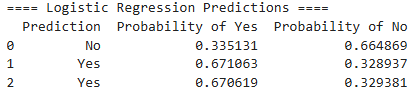 ==== Logistic Regression Predictions ====
Prediction Probability of Yes Probability of No
0 No 0.335131 0.664869
1 Yes 0.671063 0.328937
2 Yes 0.670619 0.329381